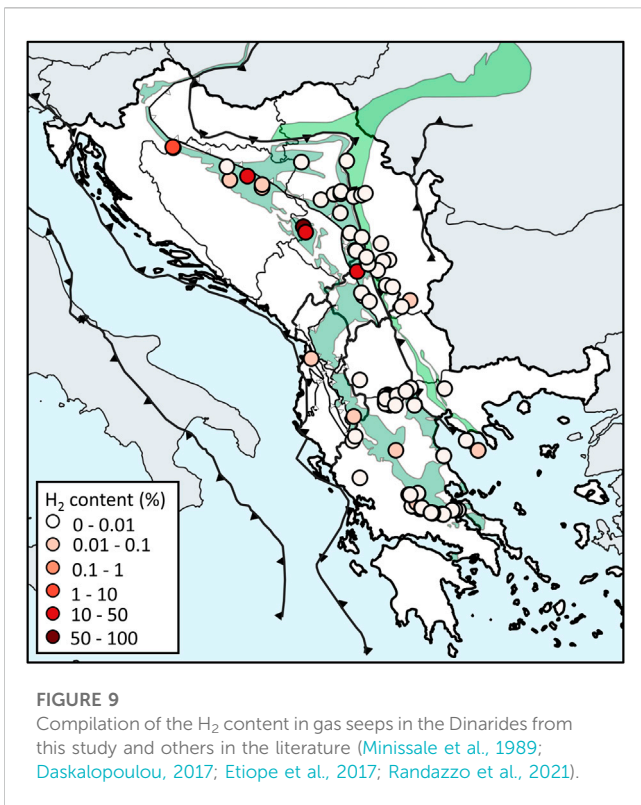 H₂ content (%)
0 - 0.01
0.01 - 0.1
0.1 - 1
1 - 10
10 - 50
50 - 100
FIGURE 9
Compilation of the H₂ content in gas seeps in the Dinarides from
this study and others in the literature (Minissale et al., 1989;
Daskalopoulou, 2017; Etiope et al., 2017; Randazzo et al., 2021).